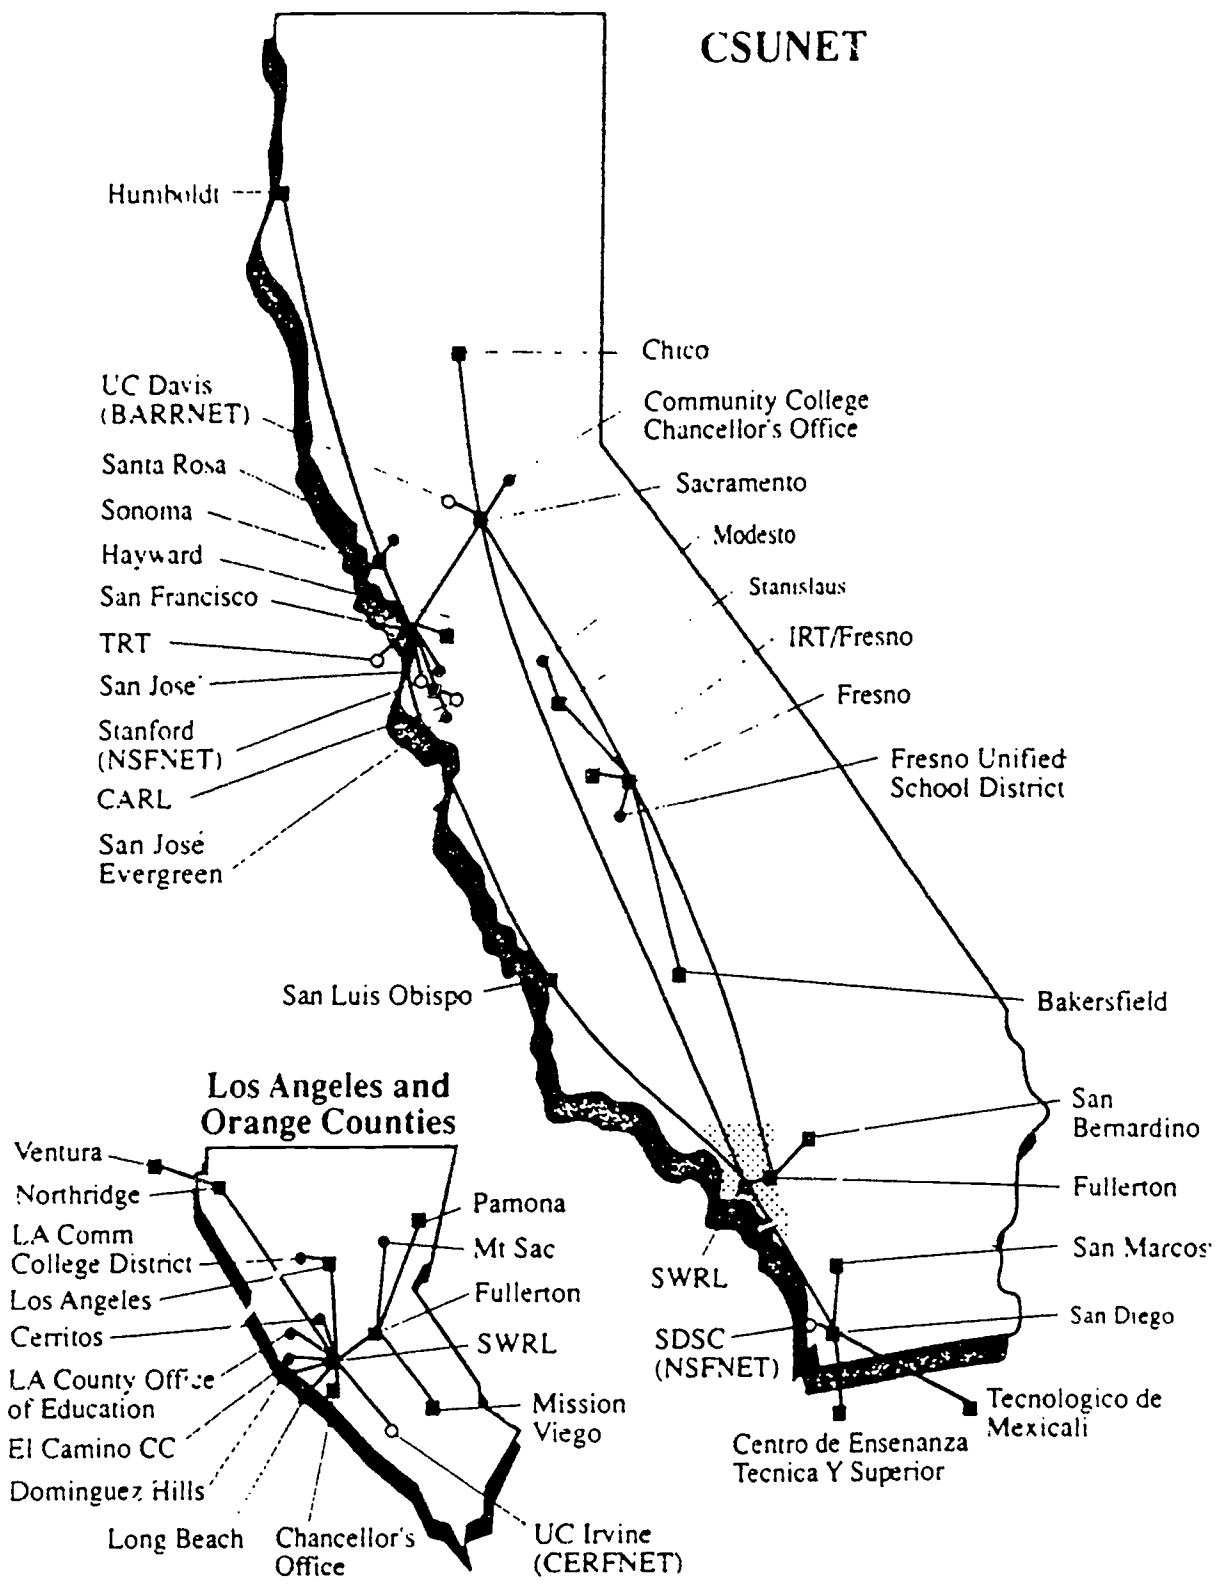 CSUNET
Humboldt
Chico
UC Davis
(BARRNET)
Community College
Chancellor's Office
Santa Rosa
Sacramento
Sonoma
Modesto
Hayward
Stanislaus
San Francisco
IRT/Fresno
TRT
San José
Fresno
Stanford
(NSFNET)
Fresno Unified
School District
CARL
San José
Evergreen
San Luis Obispo
Bakersfield
Los Angeles and
Orange Counties
San
Bernardino
Ventura
Northridge
Pamona
Fullerton
LA Comm
College District
Mt Sac
San Marcos
Los Angeles
Fullerton
SWRL
Cerritos
SWRL
San Diego
SDSC
(NSFNET)
LA County Office
of Education
Mission
Viego
Tecnologico de
Mexicali
El Camino CC
Centro de Ensenanza
Tecnica Y Superior
Dominguez Hills
Long Beach
Chancellor's
Office
UC Irvine
(CERFNET)